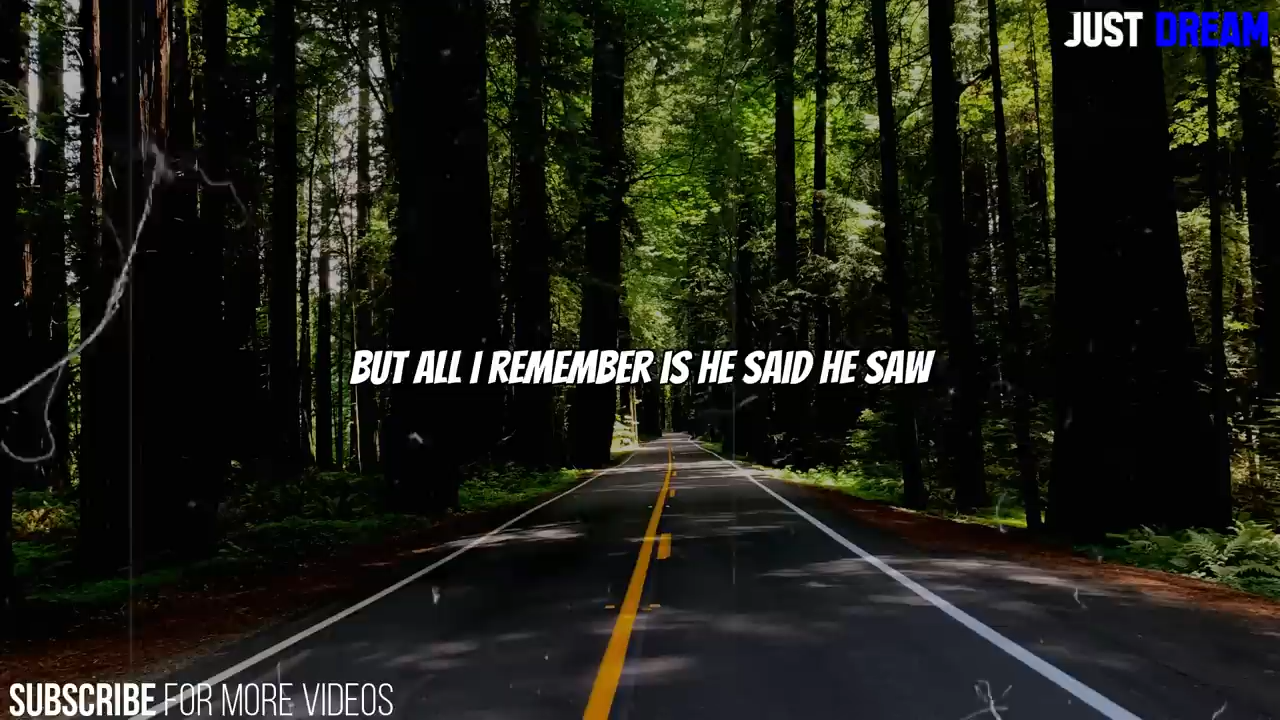 JUST DREAM
BUT ALL I REMEMBER IS HE SAID HE SAW
SUBSCRIBE FOR MORE VIDEOS